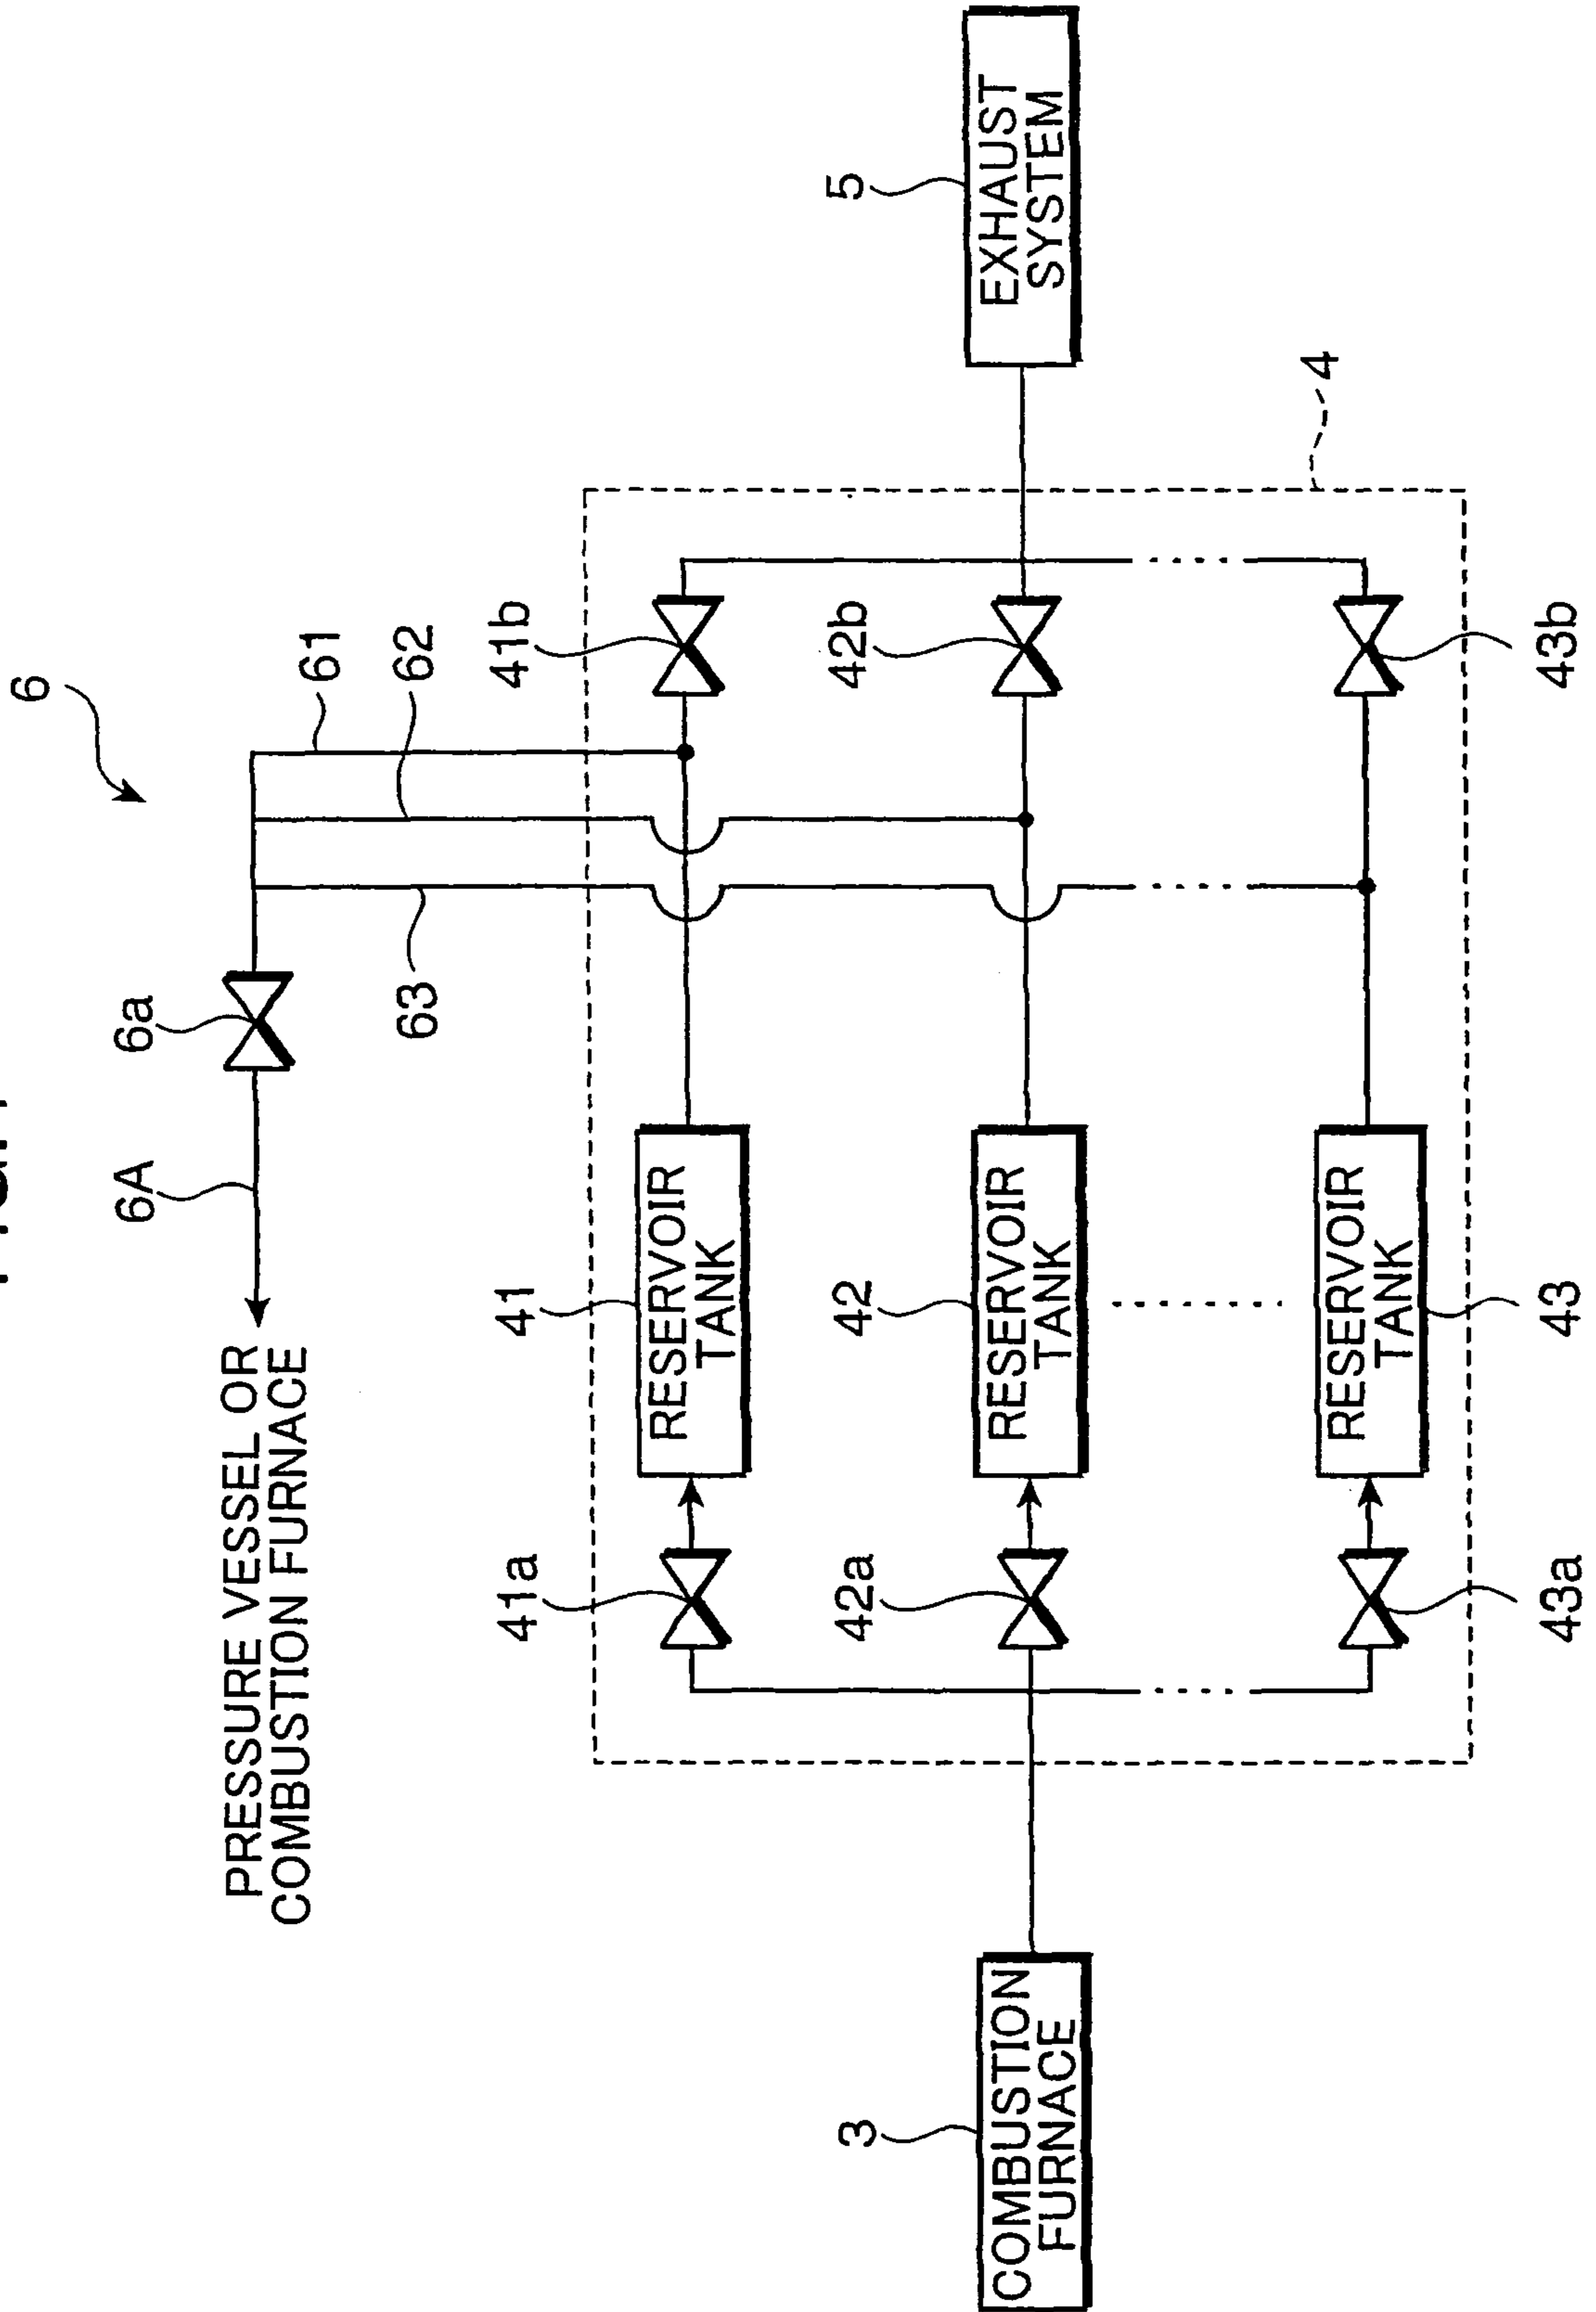 6
6A
6a
61
62
63
PRESSURE VESSEL OR
COMBUSTION FURNACE
41a
41
41b
RESERVOIR
TANK
42a
42
42b
RESERVOIR
TANK
3
COMBUSTION
FURNACE
5
EXHAUST
SYSTEM
4
RESERVOIR
TANK
43a
43
43b